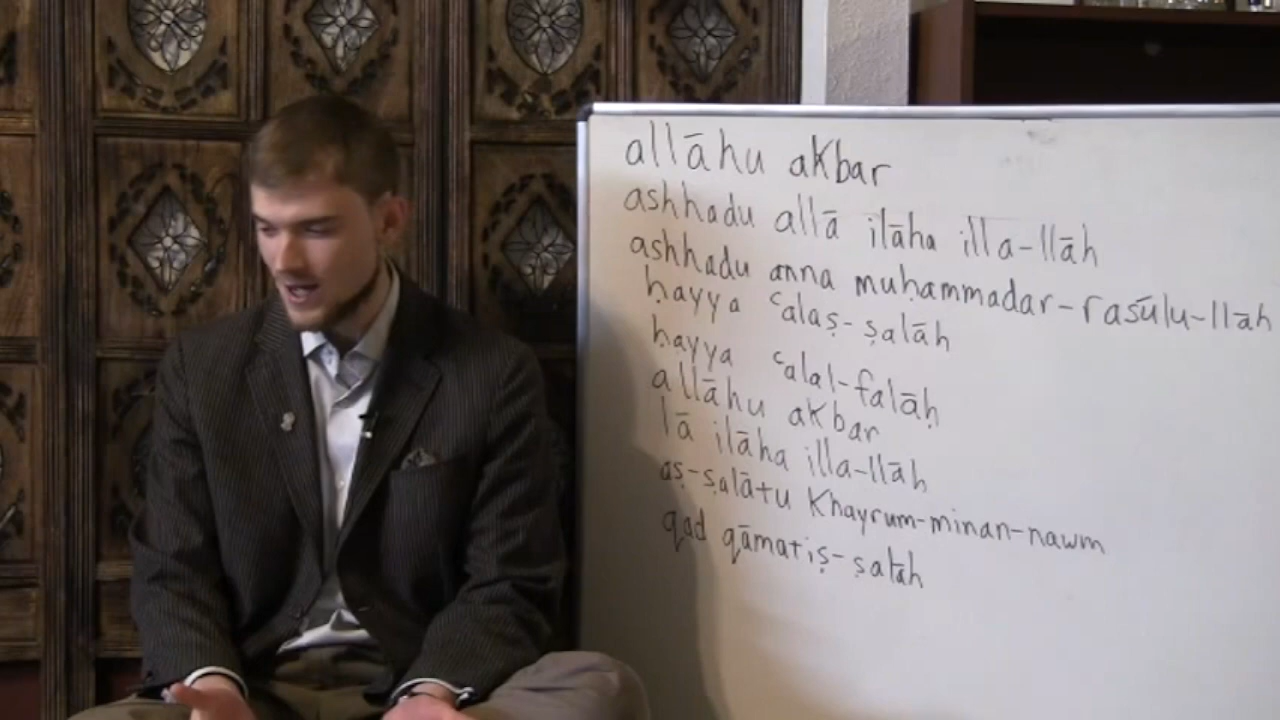 allāhu akbar
ashhadu allā ilāha illa-llāh
ashhadu anna muḥammadar-rasūlu-llāh
ḥayya ʿalaṣ-ṣalāh
ḥayya ʿalal-falāḥ
allāhu akbar
lā ilāha illa-llāh
aṣ-ṣalātu khayrum-minan-nawm
qad qāmatiṣ-ṣalāh